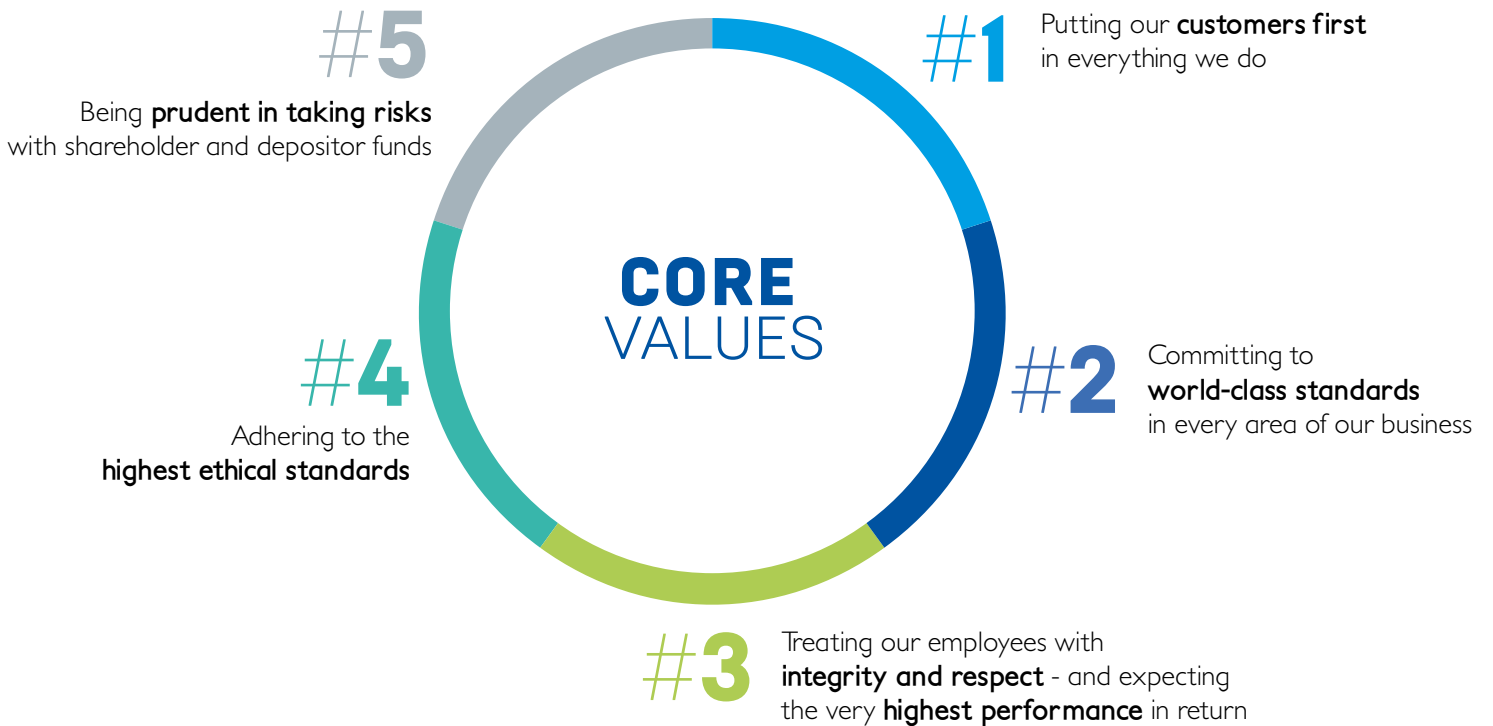 CORE
VALUES
#1
Putting our customers first
in everything we do
#2
Committing to
world-class standards
in every area of our business
#3
Treating our employees with
integrity and respect - and expecting
the very highest performance in return
#4
Adhering to the
highest ethical standards
#5
Being prudent in taking risks
with shareholder and depositor funds